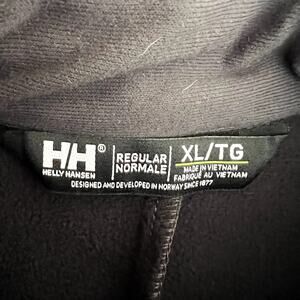 HH®
HELLY HANSEN
REGULAR
NORMALE
XL/TG
MADE IN VIETNAM
FABRIQUÉ AU VIETNAM
DESIGNED AND DEVELOPED IN NORWAY SINCE 1877